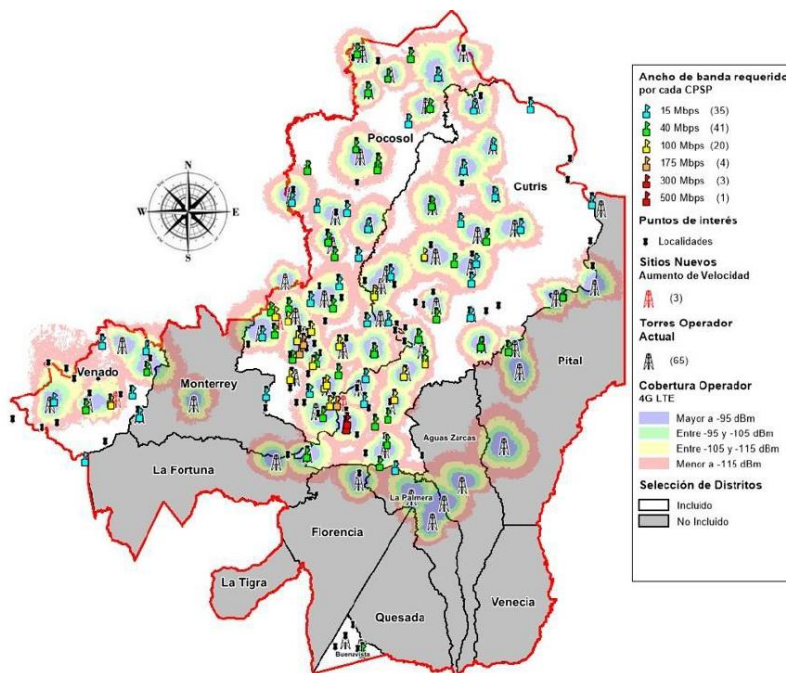 Pocosol
Cutris
N
W
E
S
Pital
Venado
Monterrey
Aguas Zarcas
La Fortuna
La Palmera
Florencia
La Tigra
Venecia
Quesada
Buenavista
Ancho de banda requerido
por cada CPSP
15 Mbps (35)
40 Mbps (41)
100 Mbps (20)
175 Mbps (4)
300 Mbps (3)
500 Mbps (1)
Puntos de interés
Localidades
Sitios Nuevos
Aumento de Velocidad
(3)
Torres Operador
Actual
(65)
Cobertura Operador
4G LTE
Mayor a -95 dBm
Entre -95 y -105 dBm
Entre -105 y -115 dBm
Menor a -115 dBm
Selección de Distritos
Incluido
No Incluido